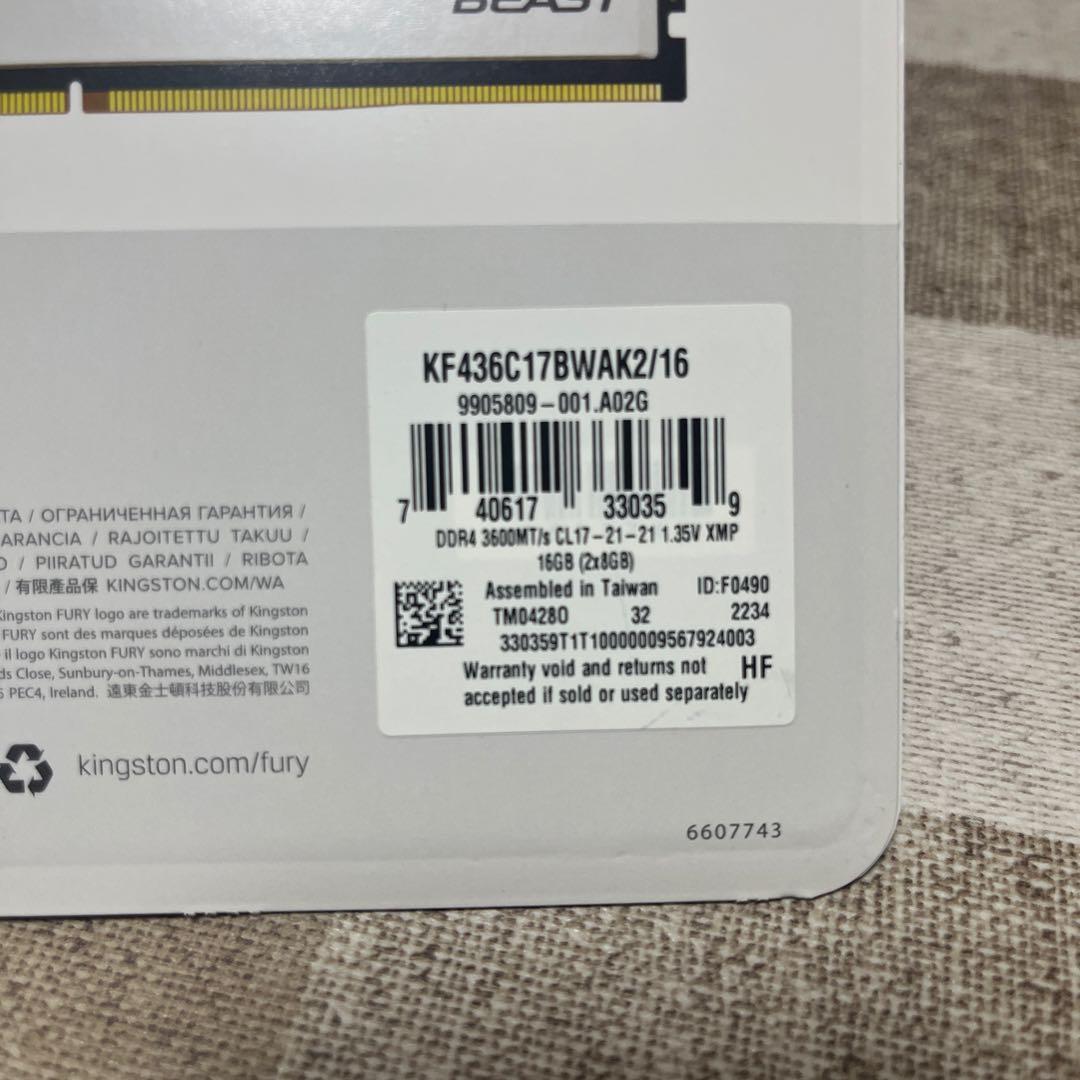 BEAST
KF436C17BWAK2/16
9905809-001.A02G
7 40617 33035 9
DDR4 3600MT/s CL17-21-21 1.35V XMP
16GB (2x8GB)
Assembled in Taiwan ID:F0490
TM04280 32 2234
330359T1T10000009567924003
Warranty void and returns not HF
accepted if sold or used separately
/ ОГРАНИЧЕННАЯ ГАРАНТИЯ /
/ RAJOITETTU TAKUU /
/ PIIRATUD GARANTII / RIBOTA
/ 有限產品保 KINGSTON.COM/WA
Kingston FURY logo are trademarks of Kingston
FURY sont des marques déposées de Kingston
il logo Kingston FURY sono marchi di Kingston
Close, Sunbury-on-Thames, Middlesex, TW16
PEC4, Ireland. 遠東金士頓科技股份有限公司
kingston.com/fury
6607743